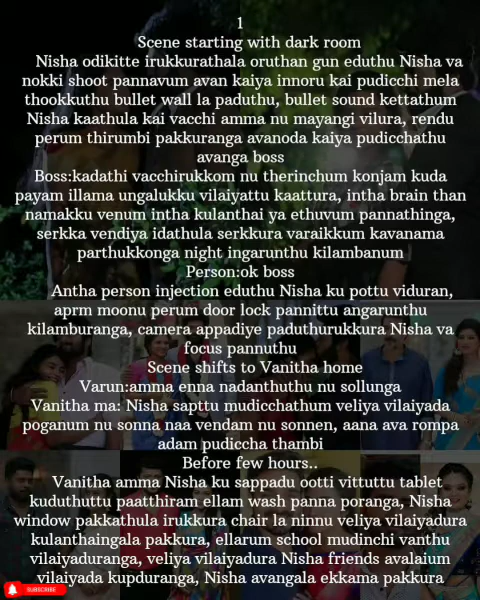 1
Scene starting with dark room
Nisha odikitte irukkurathala oruthan gun eduthu Nisha va
nokki shoot pannavum avan kaiya innoru kai pudicchi mela
thookkuthu bullet wall la paduthu, bullet sound kettathum
Nisha kaathula kai vacchi amma nu mayangi vilura, rendu
perum thirumbi pakkuranga avanoda kaiya pudicchathu
avanga boss
Boss:kadathi vacchirukkom nu therinchum konjam kuda
payam illama ungalukku vilaiyattu kaattura, intha brain than
namakku venum intha kulanthai ya ethuvum pannathinga,
serkka vendiya idathula serkkura varaikkum kavanama
parthukkonga night ingarunthu kilambanum
Person:ok boss
Antha person injection eduthu Nisha ku pottu viduran,
aprm moonu perum door lock pannittu angarunthu
kilamburanga, camera appadiye paduthurukkura Nisha va
focus pannuthu
Scene shifts to Vanitha home
Varun:amma enna nadanthuthu nu sollunga
Vanitha ma: Nisha sapttu mudicchathum veliya vilaiyada
poganum nu sonna naa vendam nu sonnen, aana ava rompa
adam pudiccha thambi
Before few hours..
Vanitha amma Nisha ku sappadu ootti vittuttu tablet
kuduthuttu paatthiram ellam wash panna poranga, Nisha
window pakkathula irukkura chair la ninnu veliya vilaiyadura
kulanthaingala pakkura, ellarum school mudinchi vanthu
vilaiyaduranga, veliya vilaiyadura Nisha friends avalaium
vilaiyada kupduranga, Nisha avangala ekkama pakkura
SUBSCRIBE